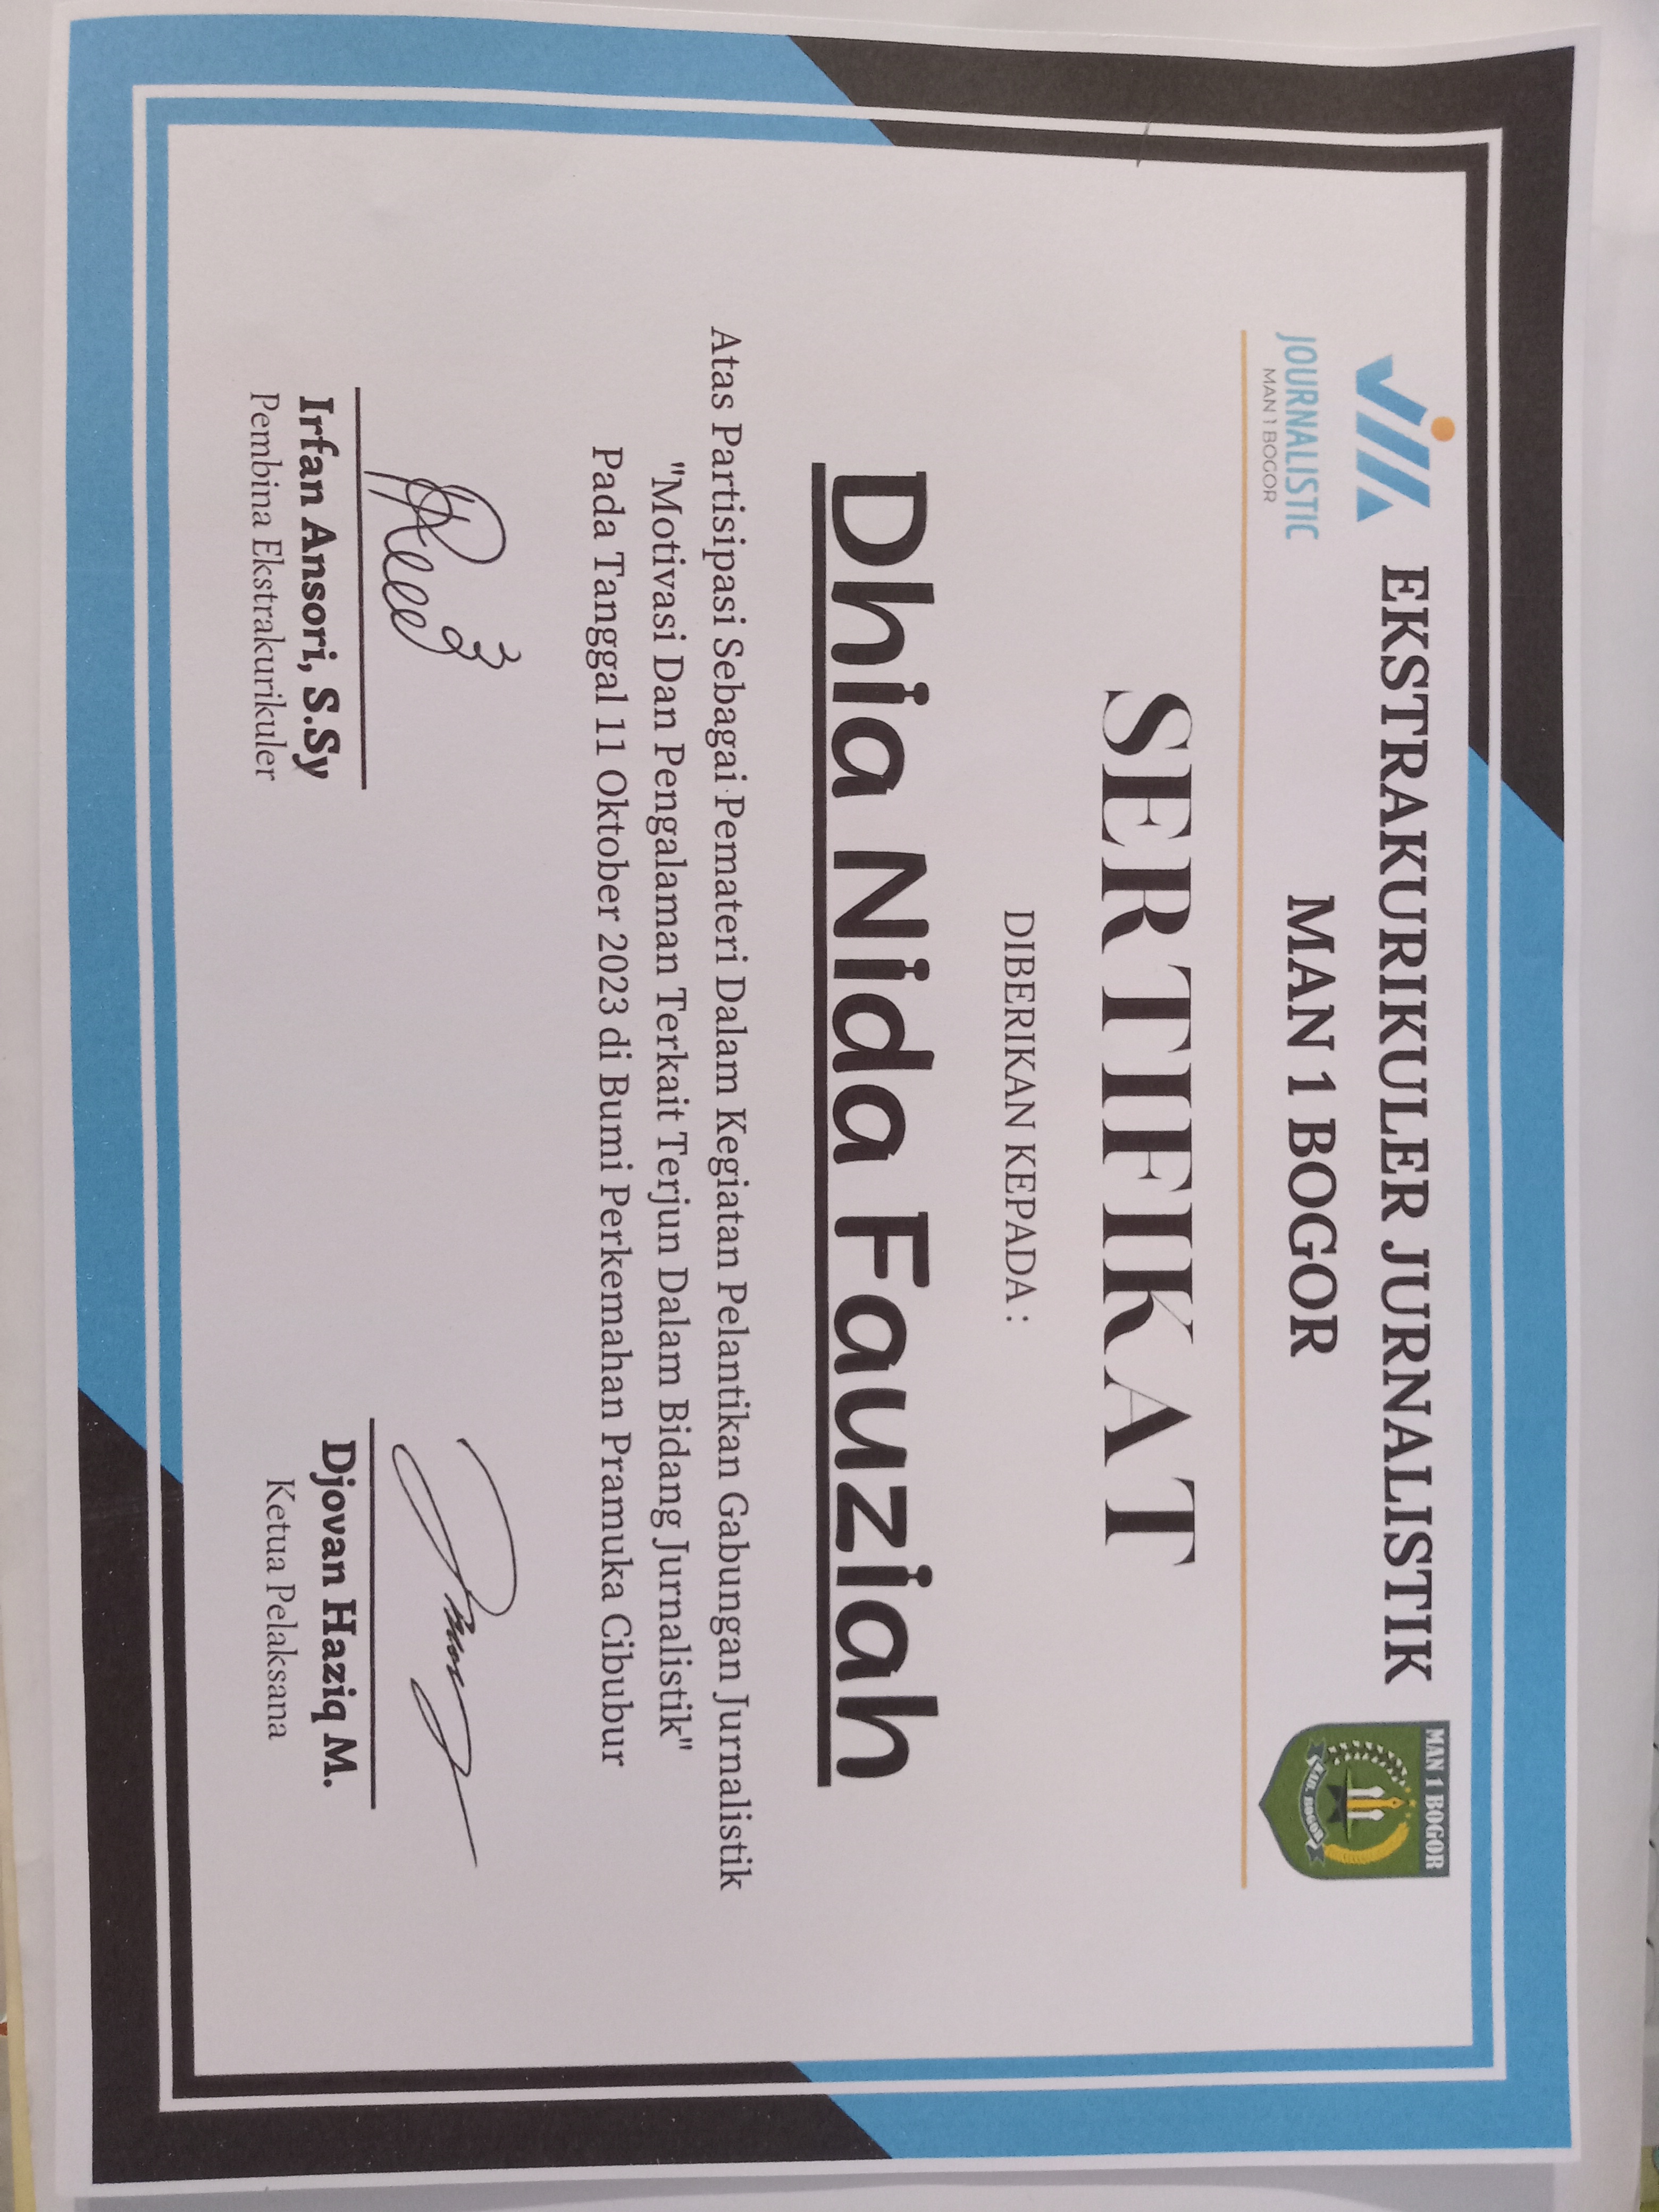 EKSTRAKURIKULER JURNALISTIK
MAN 1 BOGOR
JOURNALISTIC
MAN 1 BOGOR
MAN 1 BOGOR
KAB. BOGOR
SERTIFIKAT
DIBERIKAN KEPADA :
Dhia Nida Fauziah
Atas Partisipasi Sebagai Pemateri Dalam Kegiatan Pelantikan Gabungan Jurnalistik
"Motivasi Dan Pengalaman Terkait Terjun Dalam Bidang Jurnalistik"
Pada Tanggal 11 Oktober 2023 di Bumi Perkemahan Pramuka Cibubur
Irfan Ansori, S.Sy
Pembina Ekstrakurikuler
Djovan Haziq M.
Ketua Pelaksana